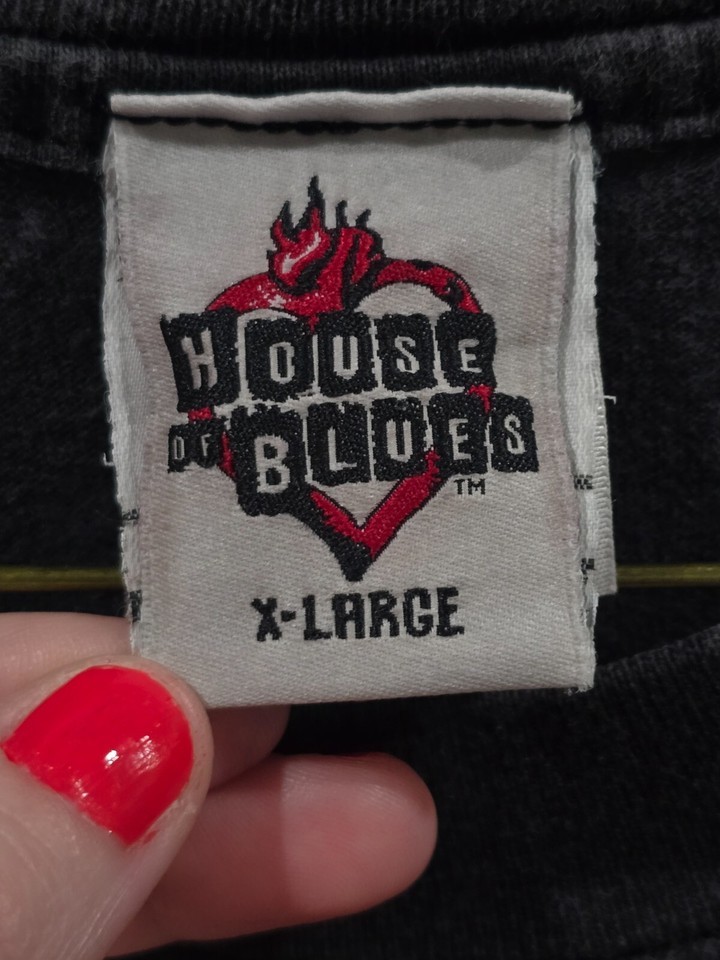 HOUSE
OF BLUES
TM
X-LARGE